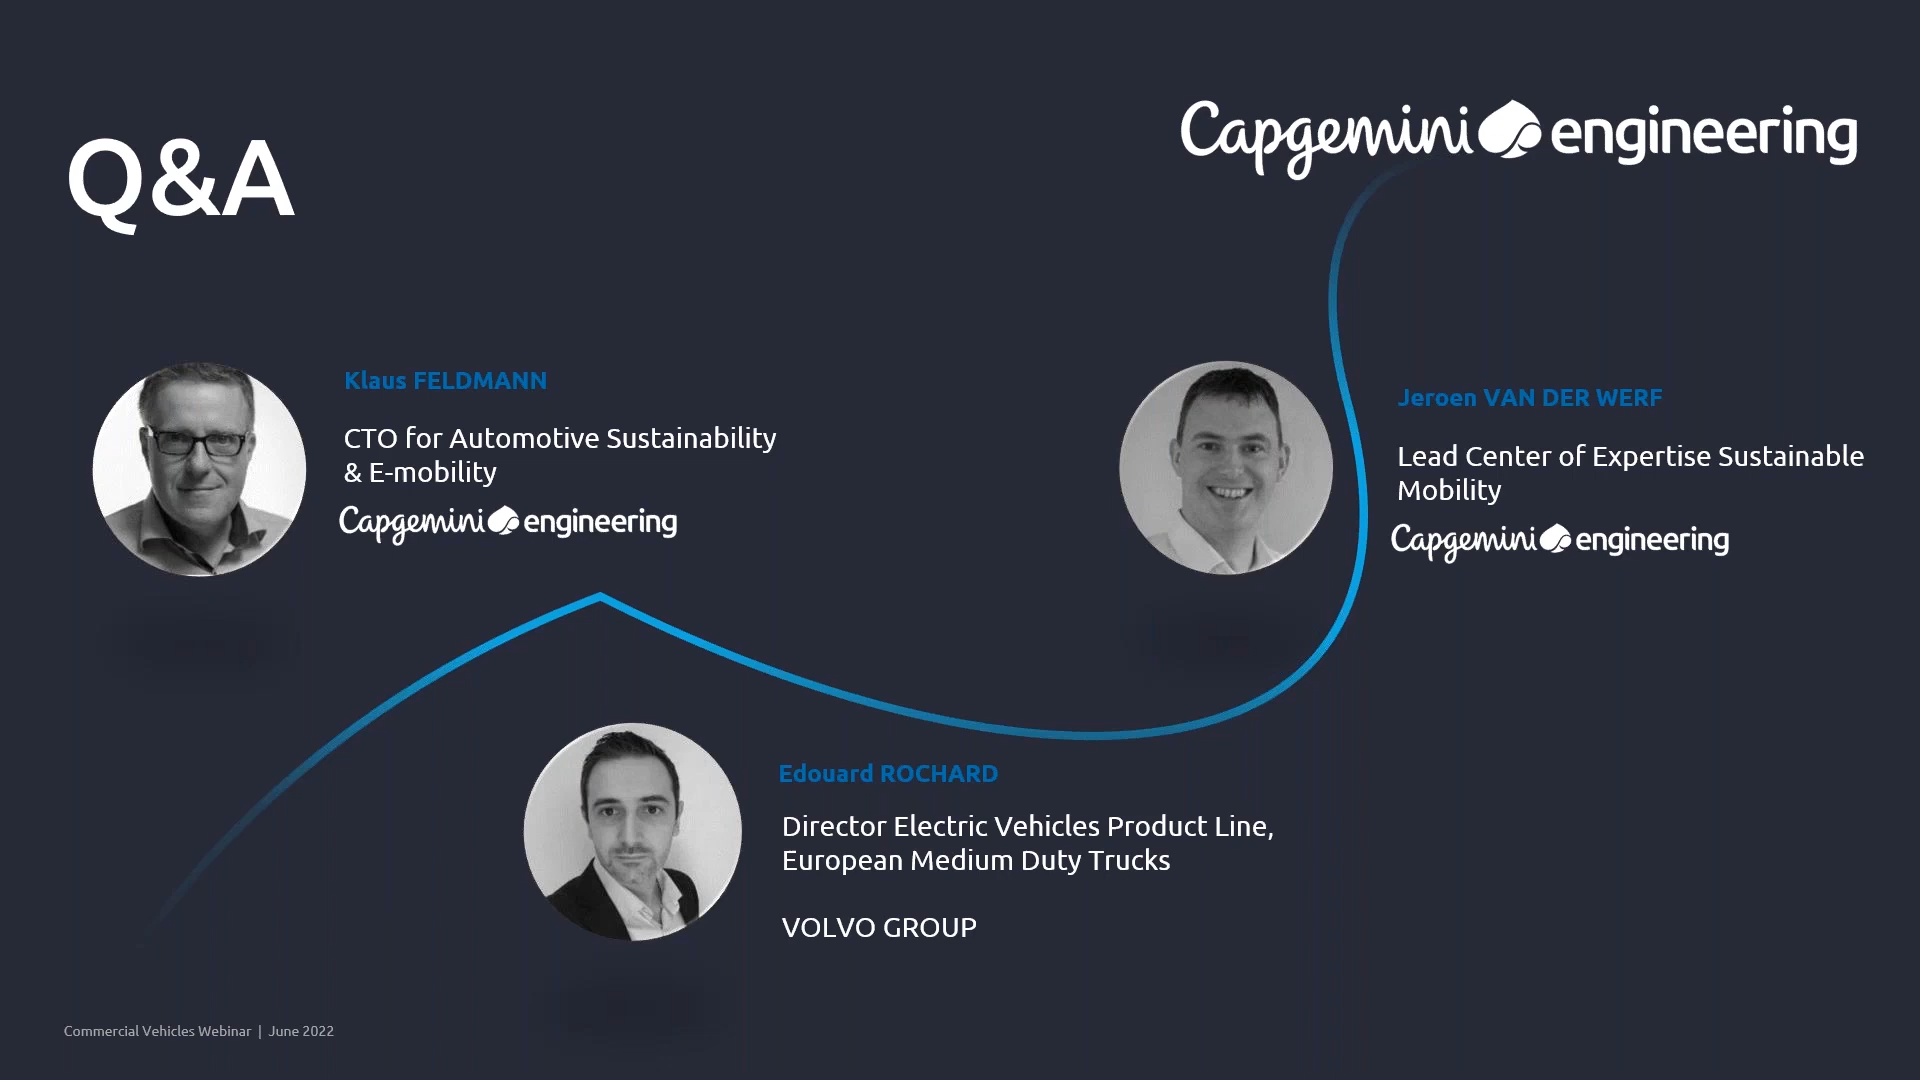 Capgemini engineering
Q&A
Klaus FELDMANN
CTO for Automotive Sustainability
& E-mobility
Capgemini engineering
Jeroen VAN DER WERF
Lead Center of Expertise Sustainable
Mobility
Capgemini engineering
Edouard ROCHARD
Director Electric Vehicles Product Line,
European Medium Duty Trucks
VOLVO GROUP
Commercial Vehicles Webinar | June 2022